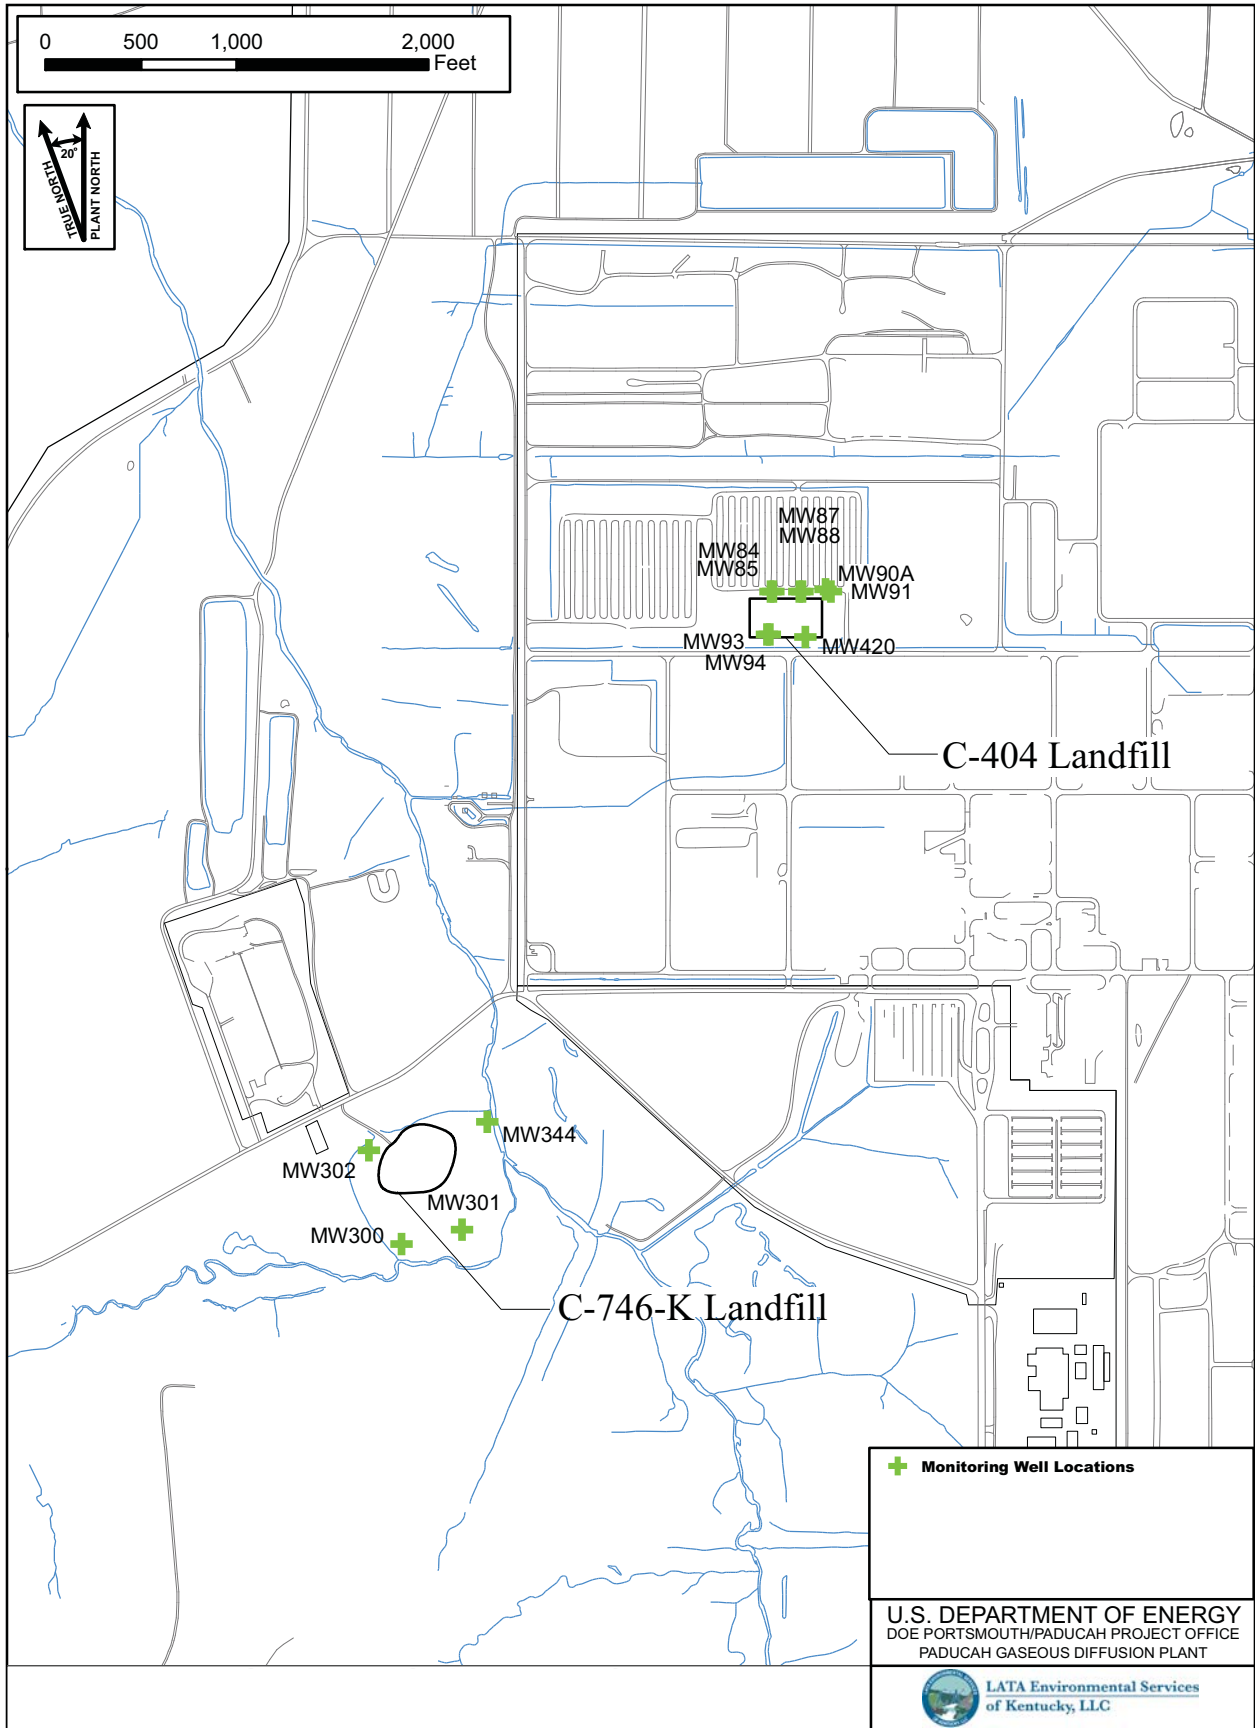 0 500 1,000 2,000
Feet
20°
TRUE NORTH
PLANT NORTH
MW87
MW88
MW84
MW85
MW90A
MW91
MW93
MW94
MW420
C-404 Landfill
MW344
MW302
MW301
MW300
C-746-K Landfill
Monitoring Well Locations
U.S. DEPARTMENT OF ENERGY
DOE PORTSMOUTH/PADUCAH PROJECT OFFICE
PADUCAH GASEOUS DIFFUSION PLANT
LATA Environmental Services
of Kentucky, LLC